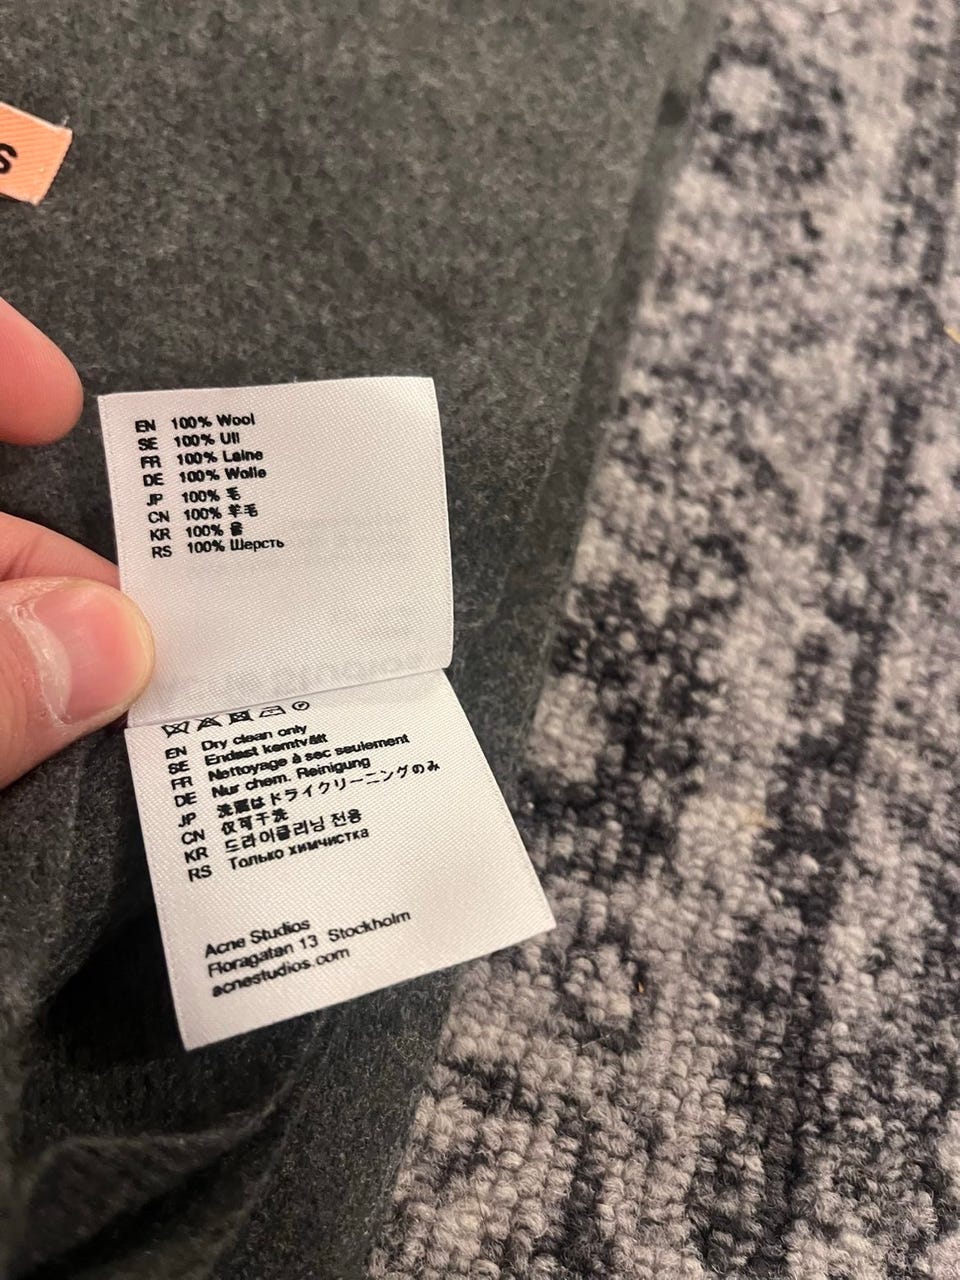 S
EN 100% Wool
SE 100% Ull
FR 100% Laine
DE 100% Wolle
JP 100% 毛
CN 100% 羊毛
KR 100% 울
RS 100% Шерсть
EN Dry clean only
SE Endast kemtvätt
FR Nettoyage à sec seulement
DE Nur chem. Reinigung
JP 洗濯はドライクリーニングのみ
CN 仅可干洗
KR 드라이클리닝 전용
RS Только химчистка
Acne Studios
Floragatan 13 Stockholm
acnestudios.com